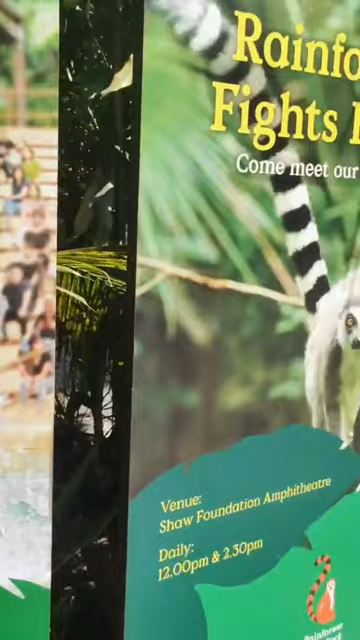 Rainfo
Fights
Come meet our
Venue:
Shaw Foundation Amphitheatre
Daily:
12.00pm & 2.30pm